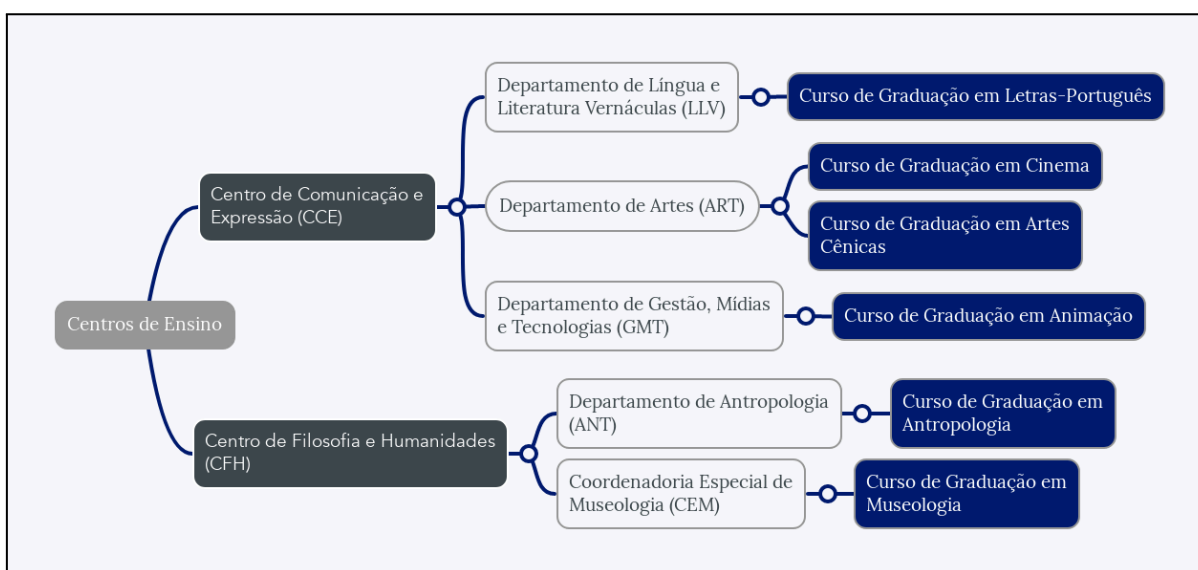 Centros de Ensino
Centro de Comunicação e
Expressão (CCE)
Departamento de Língua e
Literatura Vernáculas (LLV)
Curso de Graduação em Letras-Português
Departamento de Artes (ART)
Curso de Graduação em Cinema
Curso de Graduação em Artes
Cênicas
Departamento de Gestão, Mídias
e Tecnologias (GMT)
Curso de Graduação em Animação
Centro de Filosofia e Humanidades
(CFH)
Departamento de Antropologia
(ANT)
Curso de Graduação em
Antropologia
Coordenadoria Especial de
Museologia (CEM)
Curso de Graduação em
Museologia